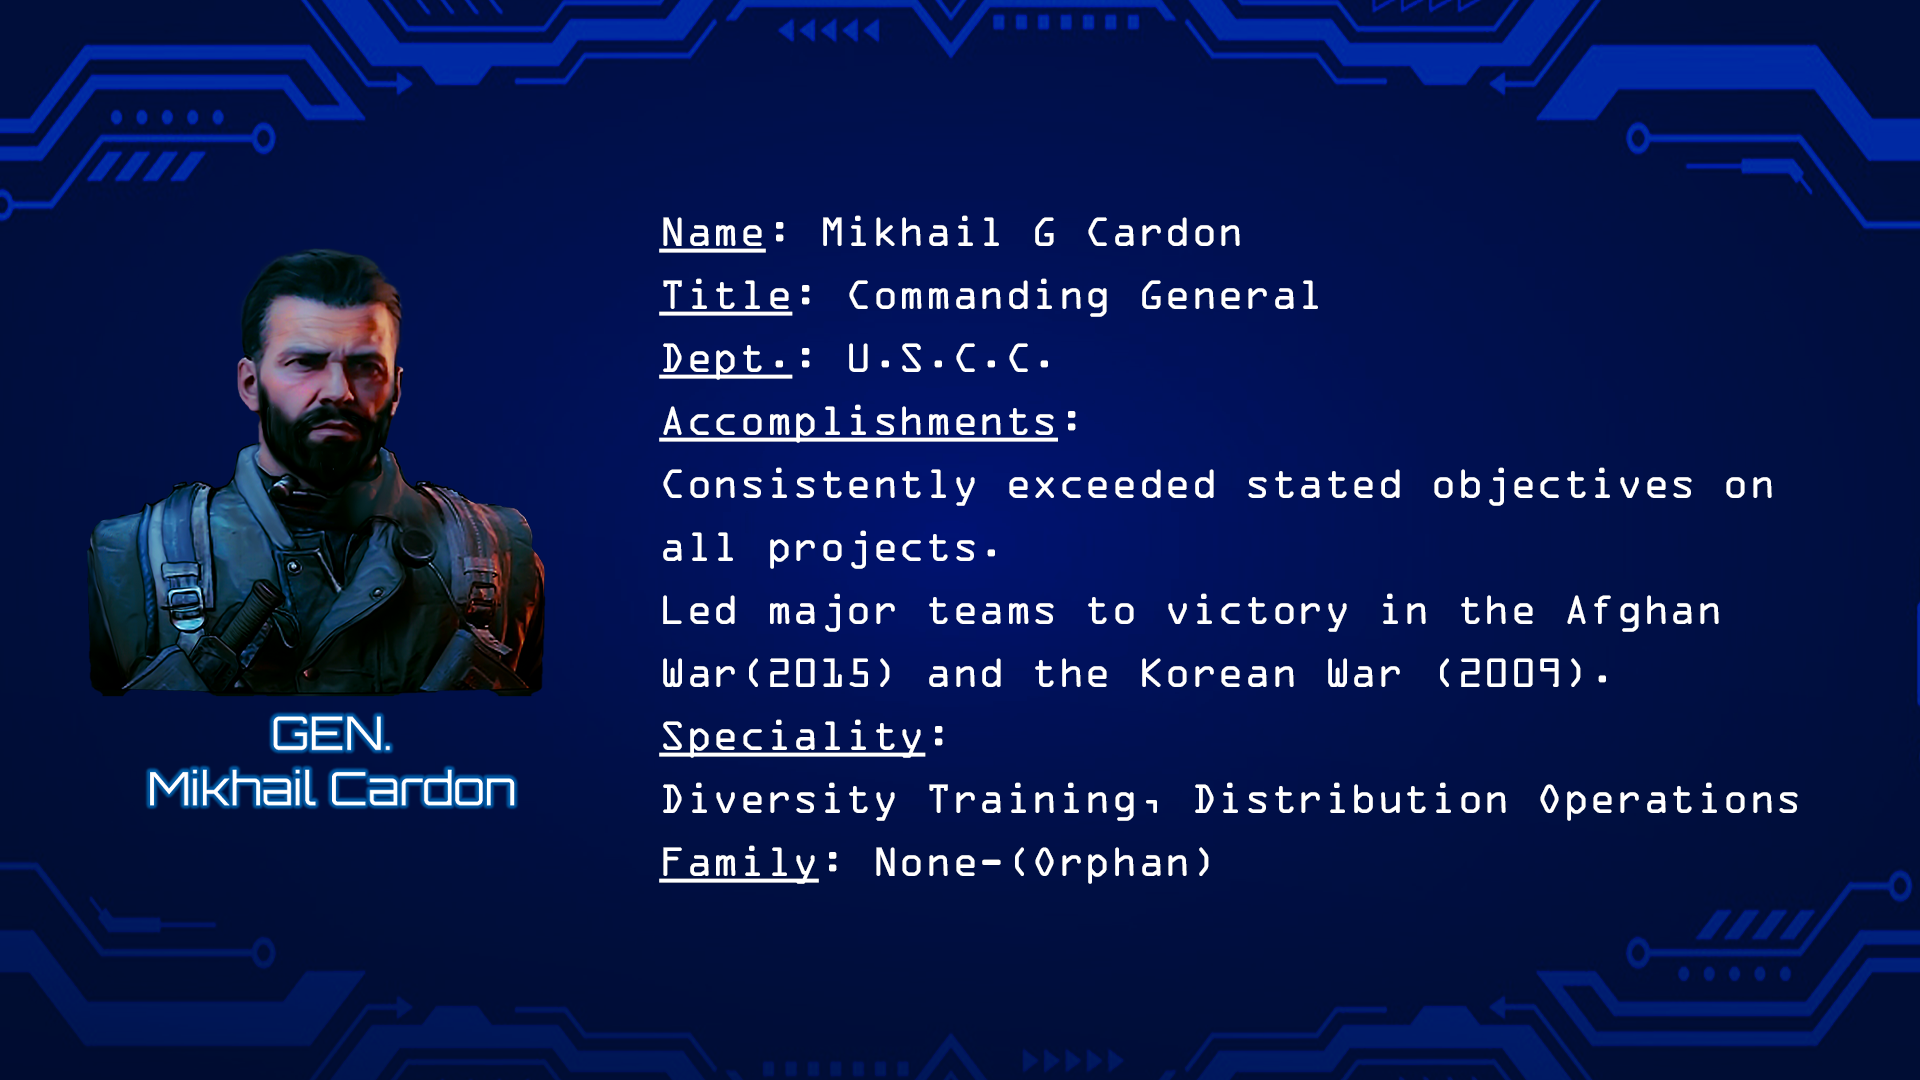 Name: Mikhail G Cardon
Title: Commanding General
Dept.: U.S.C.C.
Accomplishments:
Consistently exceeded stated objectives on
all projects.
Led major teams to victory in the Afghan
War(2015) and the Korean War (2009).
Speciality:
Diversity Training, Distribution Operations
Family: None-(Orphan)
GEN.
Mikhail Cardon